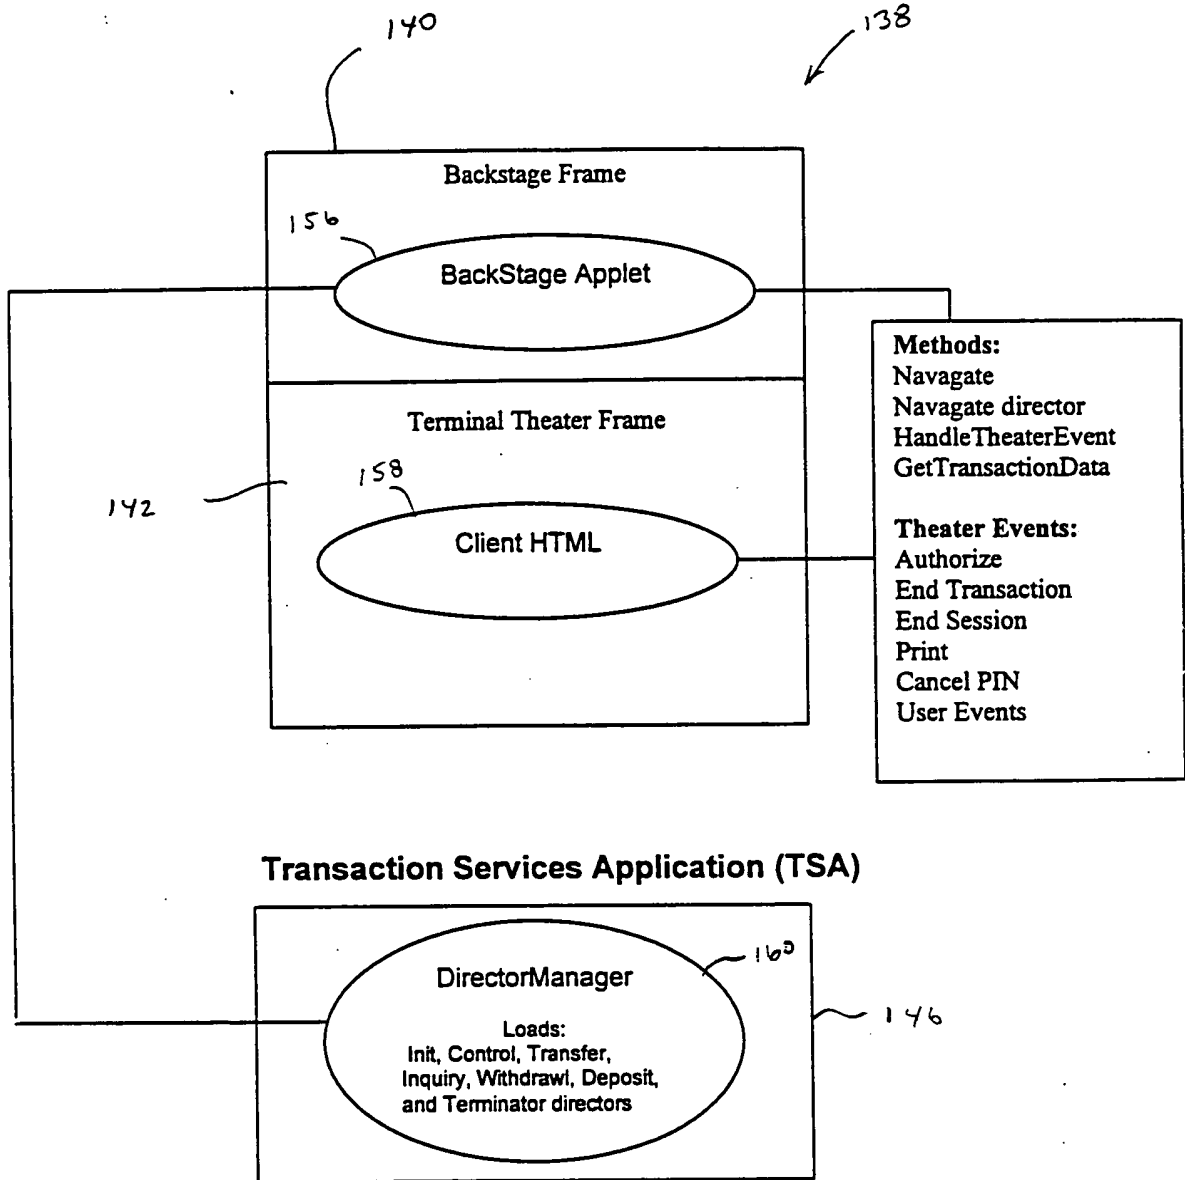 140
138
Backstage Frame
156
BackStage Applet
Methods:
Navagate
Navagate director
HandleTheaterEvent
GetTransactionData
Theater Events:
Authorize
End Transaction
End Session
Print
Cancel PIN
User Events
Terminal Theater Frame
158
142
Client HTML
Transaction Services Application (TSA)
160
DirectorManager
146
Loads:
Init, Control, Transfer,
Inquiry, Withdrawl, Deposit,
and Terminator directors